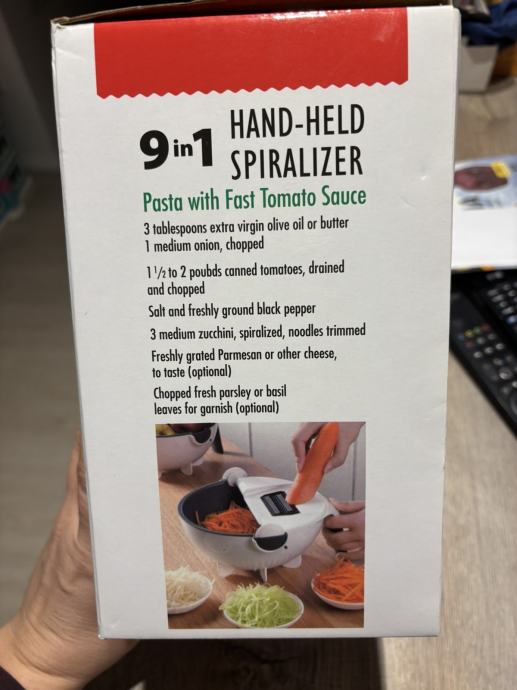 9in1 HAND-HELD
SPIRALIZER
Pasta with Fast Tomato Sauce
3 tablespoons extra virgin olive oil or butter
1 medium onion, chopped
1 1/2 to 2 poubds canned tomatoes, drained
and chopped
Salt and freshly ground black pepper
3 medium zucchini, spiralized, noodles trimmed
Freshly grated Parmesan or other cheese,
to taste (optional)
Chopped fresh parsley or basil
leaves for garnish (optional)